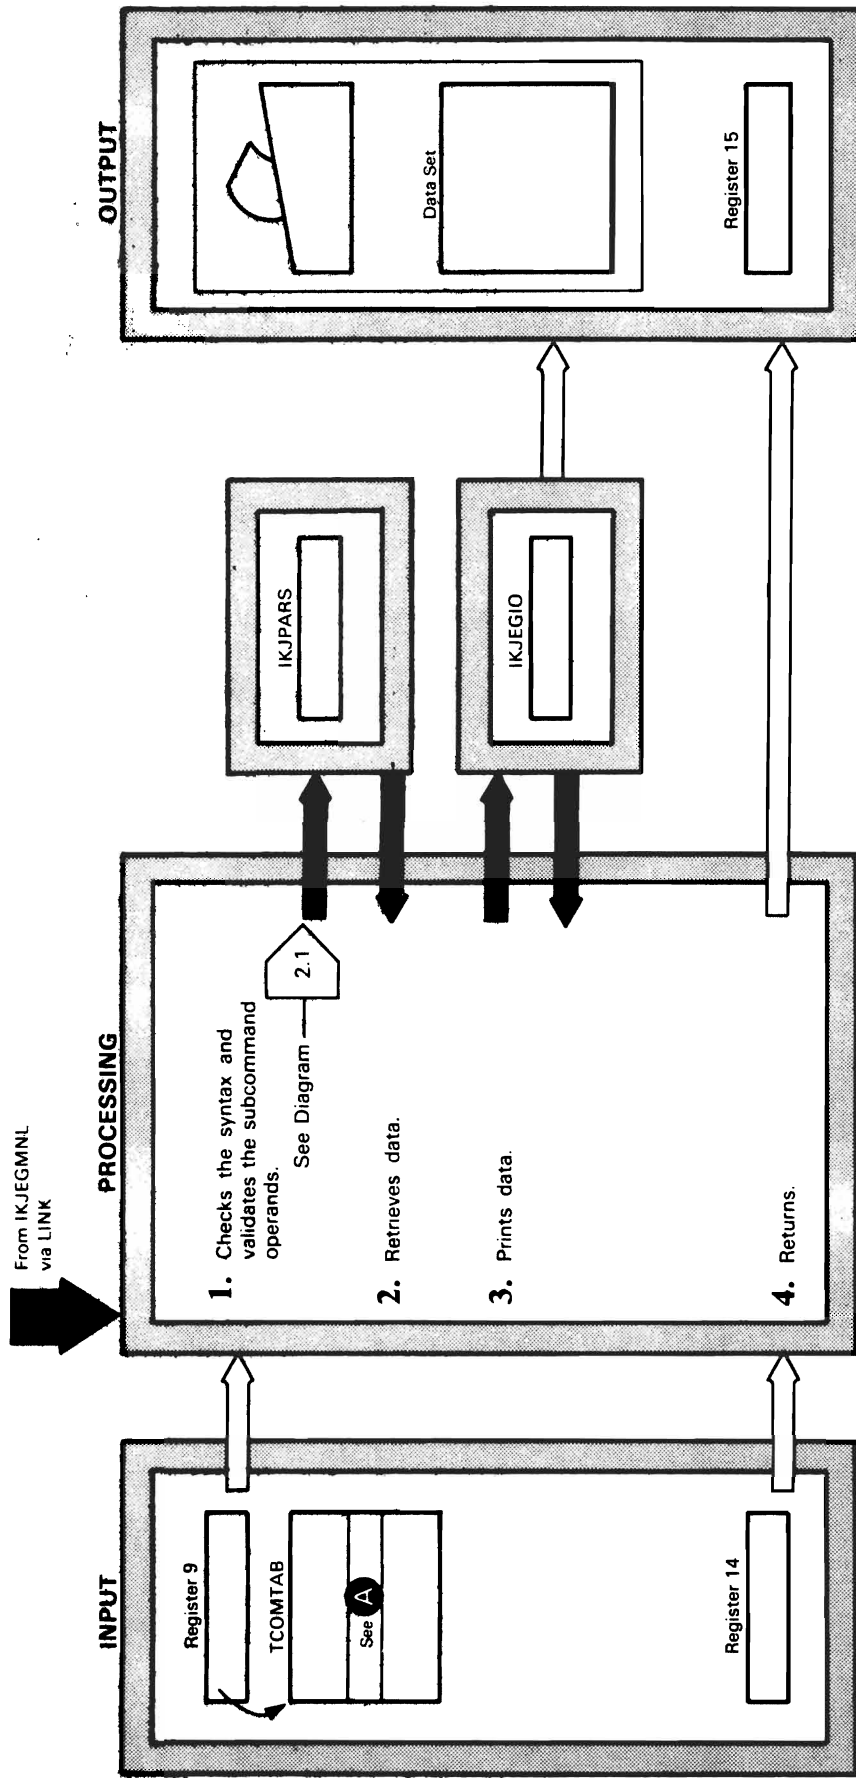 From IKJEGMNL
via LINK
INPUT
Register 9
TCOMTAB
See A
Register 14
PROCESSING
1. Checks the syntax and
validates the subcommand
operands.
See Diagram 2.1
2. Retrieves data.
3. Prints data.
4. Returns.
IKJPARS
IKJEGIO
OUTPUT
Data Set
Register 15